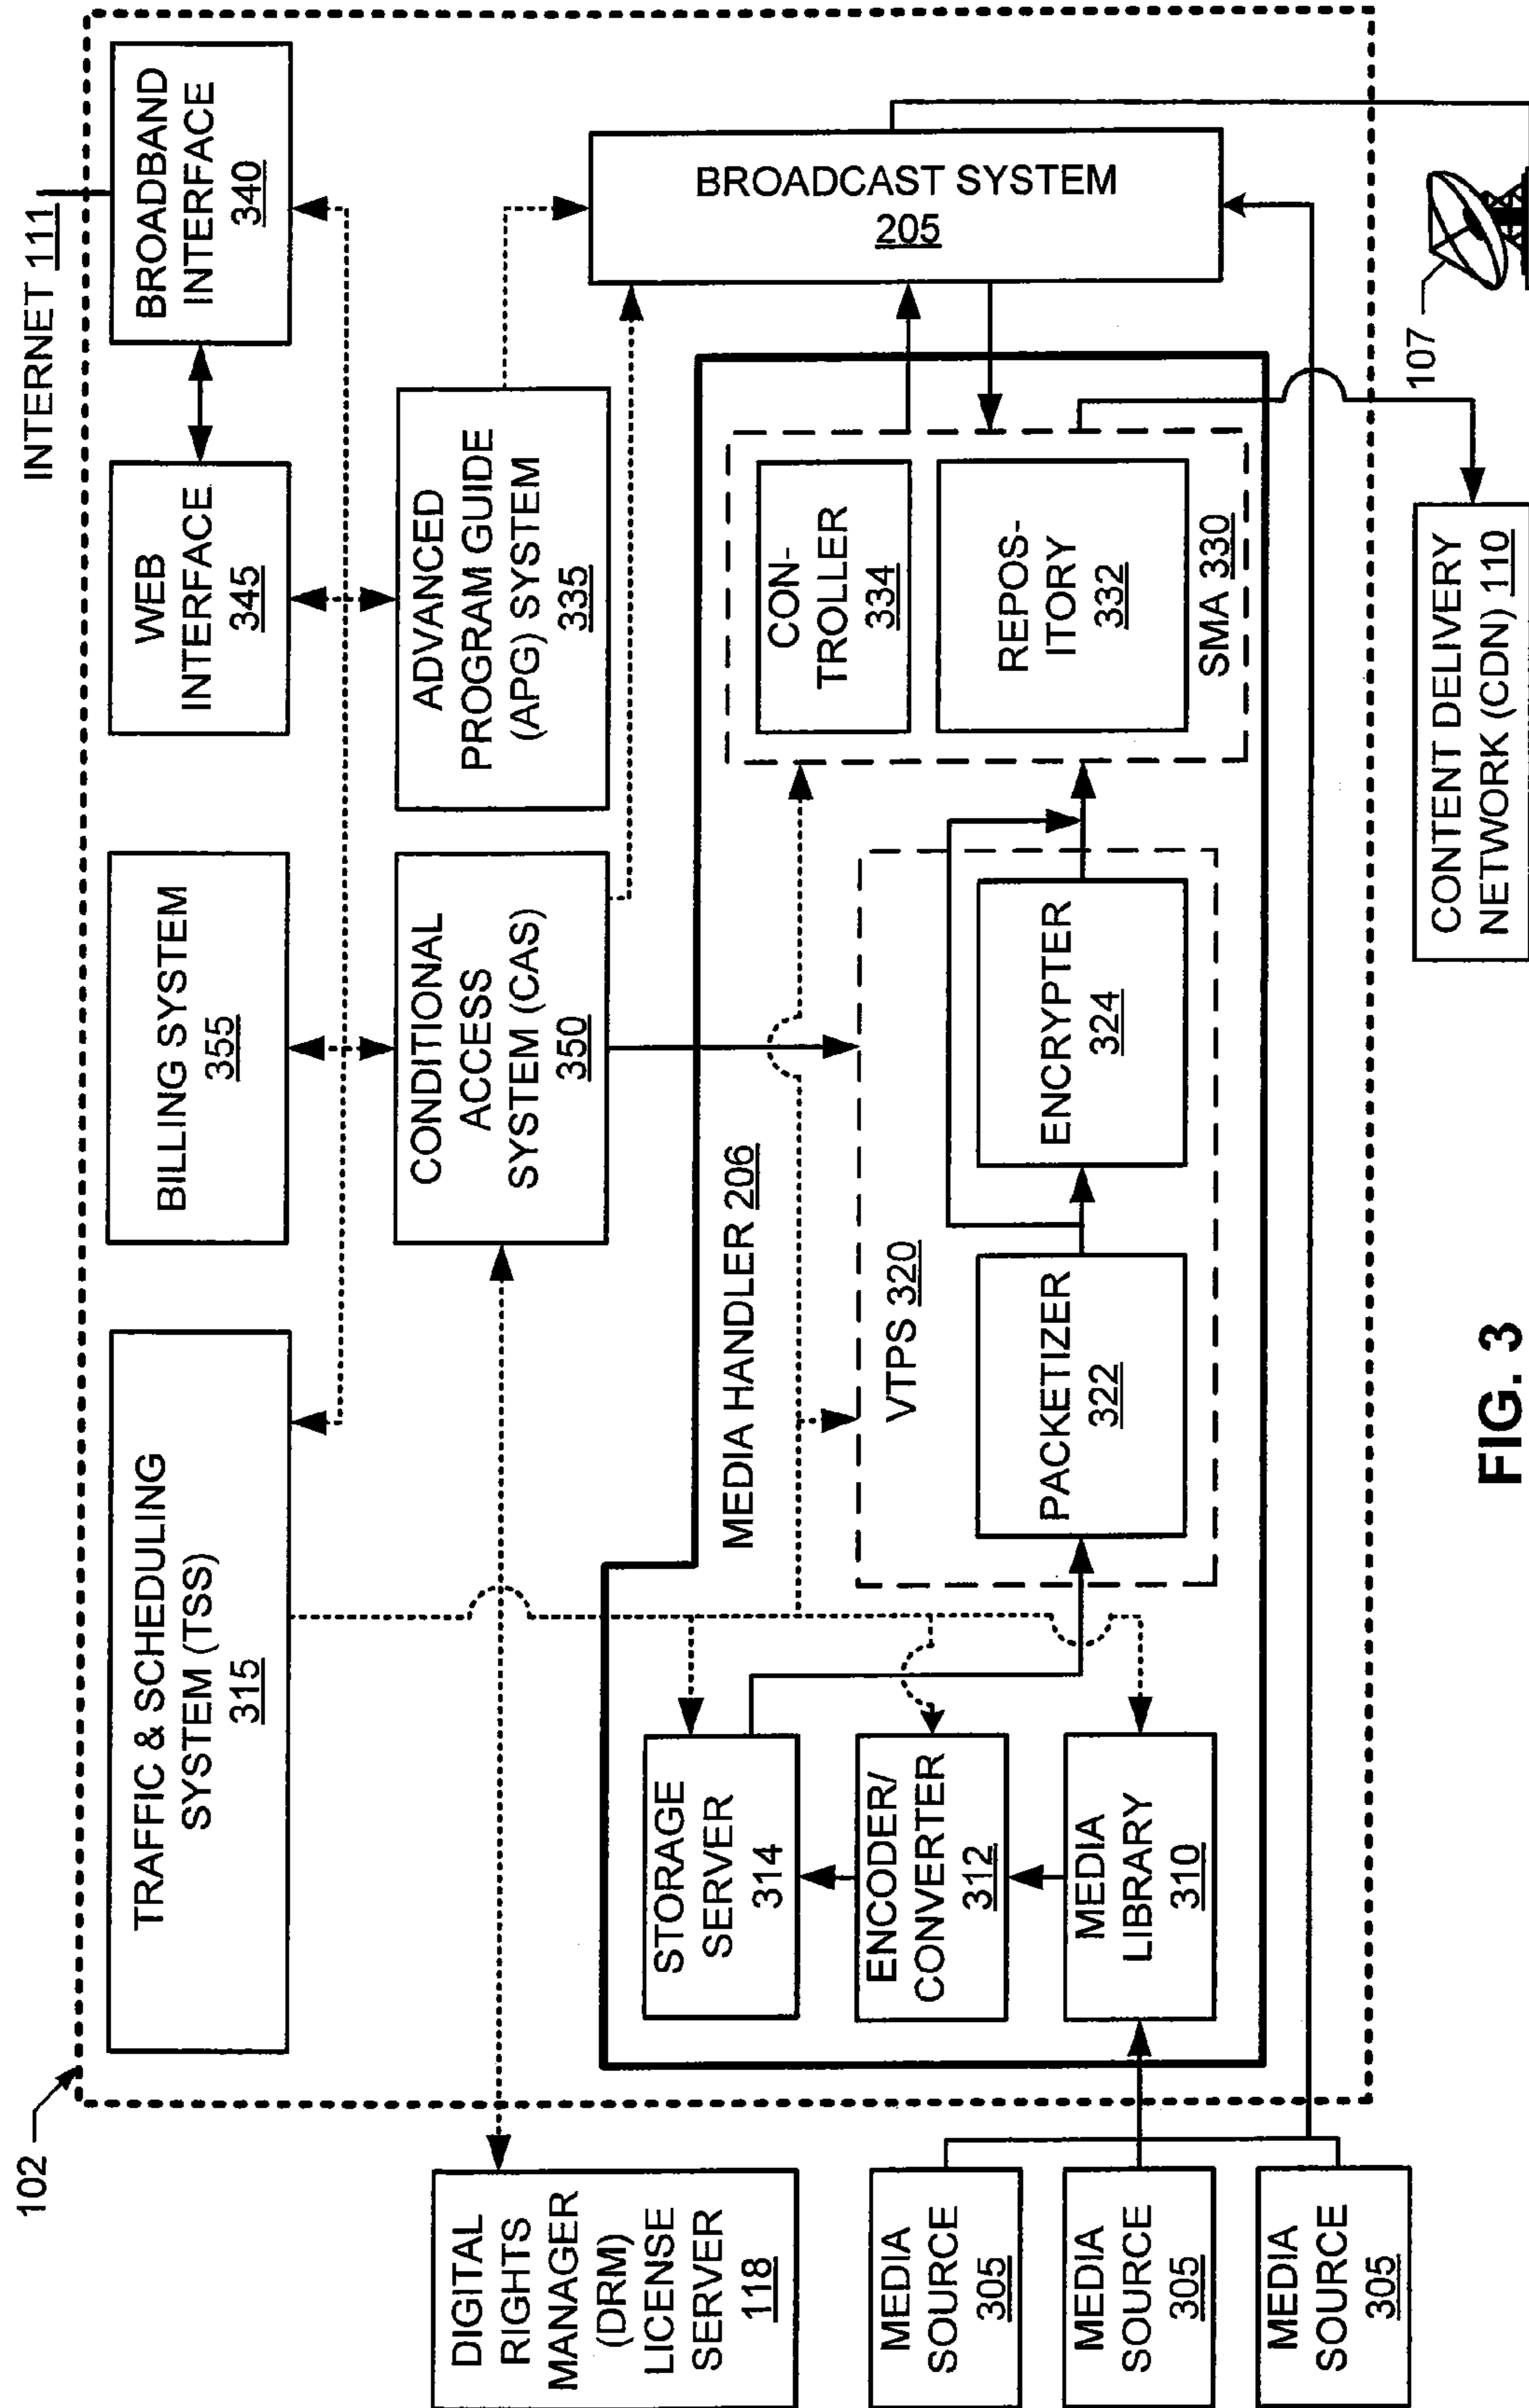 102
INTERNET 111
TRAFFIC & SCHEDULING
SYSTEM (TSS)
315
BILLING SYSTEM
355
WEB
INTERFACE
345
BROADBAND
INTERFACE
340
DIGITAL
RIGHTS
MANAGER
(DRM)
LICENSE
SERVER
118
CONDITIONAL
ACCESS
SYSTEM (CAS)
350
ADVANCED
PROGRAM GUIDE
(APG) SYSTEM
335
BROADCAST SYSTEM
205
MEDIA HANDLER 206
STORAGE
SERVER
314
ENCODER/
CONVERTER
312
MEDIA
LIBRARY
310
VTPS 320
PACKETIZER
322
ENCRYPTER
324
CON-
TROLLER
334
REPOS-
ITORY
332
SMA 330
MEDIA
SOURCE
305
MEDIA
SOURCE
305
MEDIA
SOURCE
305
CONTENT DELIVERY
NETWORK (CDN) 110
107
FIG. 3